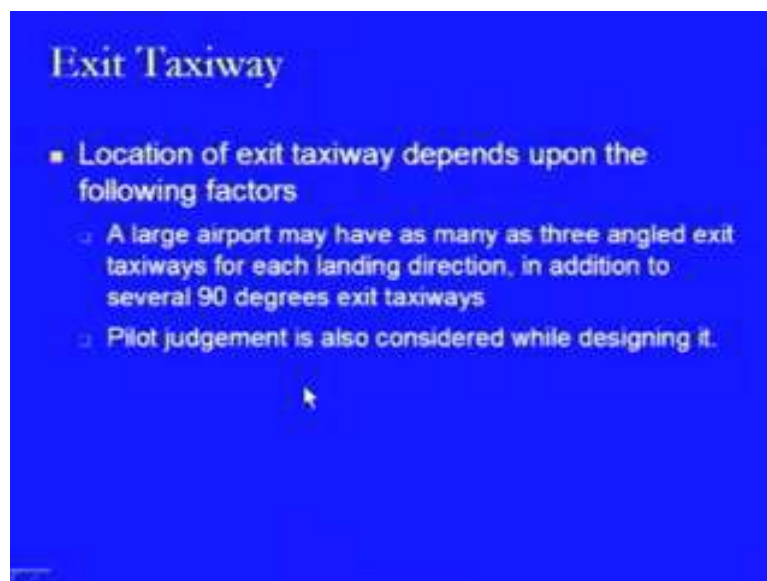 Exit Taxiway
Location of exit taxiway depends upon the
following factors
A large airport may have as many as three angled exit
taxiways for each landing direction, in addition to
several 90 degrees exit taxiways
Pilot judgement is also considered while designing it.